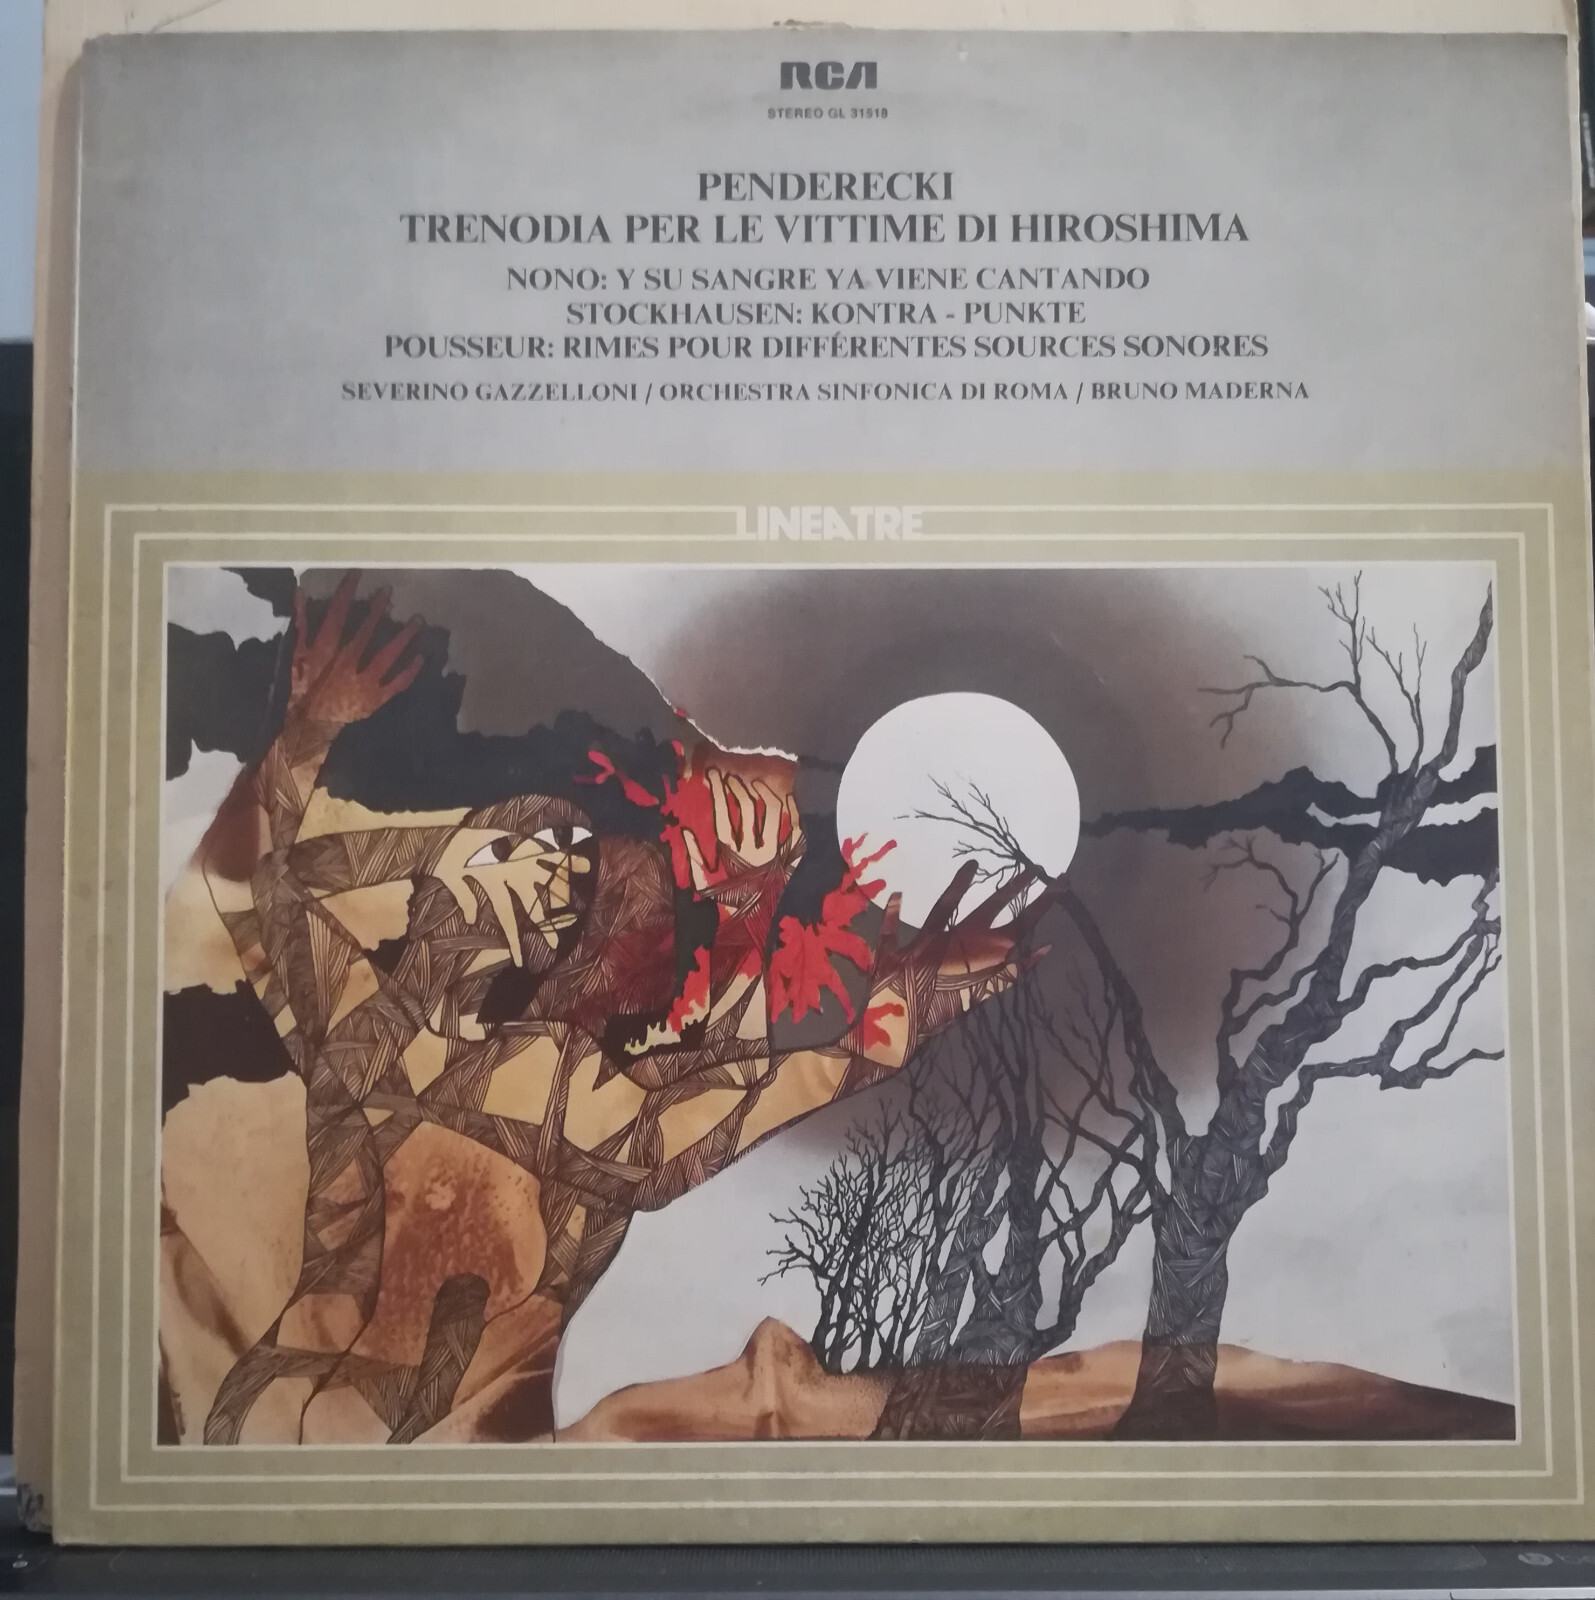 RCA
STEREO GL 31518
PENDERECKI
TRENODIA PER LE VITTIME DI HIROSHIMA
NONO: Y SU SANGRE YA VIENE CANTANDO
STOCKHAUSEN: KONTRA - PUNKTE
POUSSEUR: RIMES POUR DIFFÉRENTES SOURCES SONORES
SEVERINO GAZZELLONI / ORCHESTRA SINFONICA DI ROMA / BRUNO MADERNA
LINEATRE